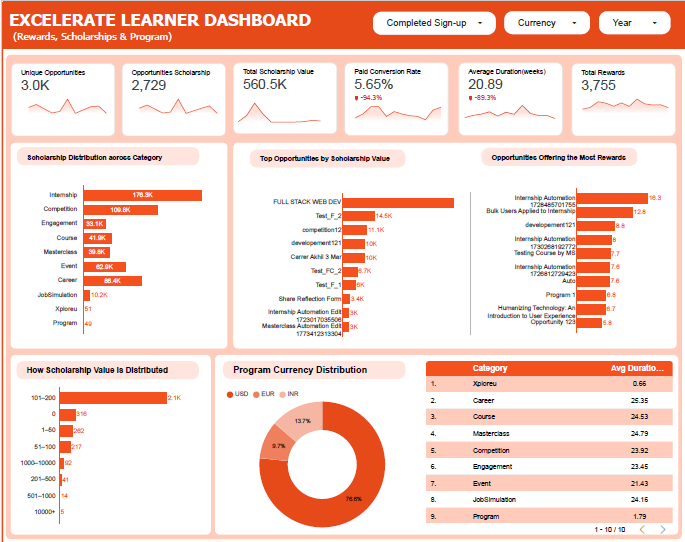 EXCELERATE LEARNER DASHBOARD
(Rewards, Scholarships & Program)
Completed Sign-up
Currency
Year
Unique Opportunities
3.0K
Opportunities Scholarship
2,729
Total Scholarship Value
560.5K
Paid Conversion Rate
5.65%
-94.3%
Average Duration(weeks)
20.89
-89.3%
Total Rewards
3,755
Scholarship Distribution across Category
Internship 176.3K
Competition 109.8K
Engagement 33.1K
Course 41.9K
Masterclass 39.8K
Event 62.9K
Career 86.4K
JobSimulation 10.2K
Xploreu 51
Program 49
Top Opportunities by Scholarship Value
FULL STACK WEB DEV
Test_F_2 14.5K
competition12 11.1K
developement121 10K
Carrer Akhil 3 Mar 10K
Test_FC_2 6.7K
Test_F_1 6K
Share Reflection Form 3.4K
Internship Automation Edit 3K
1723017035506
Masterclass Automation Edit 3K
1773412313304
Opportunities Offering the Most Rewards
Internship Automation 16.3
1728485701755
Bulk Users Applied to Internship 12.8
developement121 8.8
Internship Automation 8
1730268192772
Testing Course by MS 7.7
Internship Automation 7.6
1726812729423
Auto 7.6
Program 1 6.8
Humanizing Technology: An 6.7
Introduction to User Experience
Opportunity 123 5.8
How Scholarship Value Is Distributed
101–200 2.1K
0 316
1–50 262
51–100 217
1000–10000 92
201–500 41
501–1000 14
10000+ 5
Program Currency Distribution
USD EUR INR
13.7%
9.7%
76.6%
Category Avg Duratio...
1. Xploreu 0.66
2. Career 25.35
3. Course 24.53
4. Masterclass 24.79
5. Competition 23.92
6. Engagement 23.45
7. Event 21.43
8. JobSimulation 24.16
9. Program 1.79
1 - 10 / 10